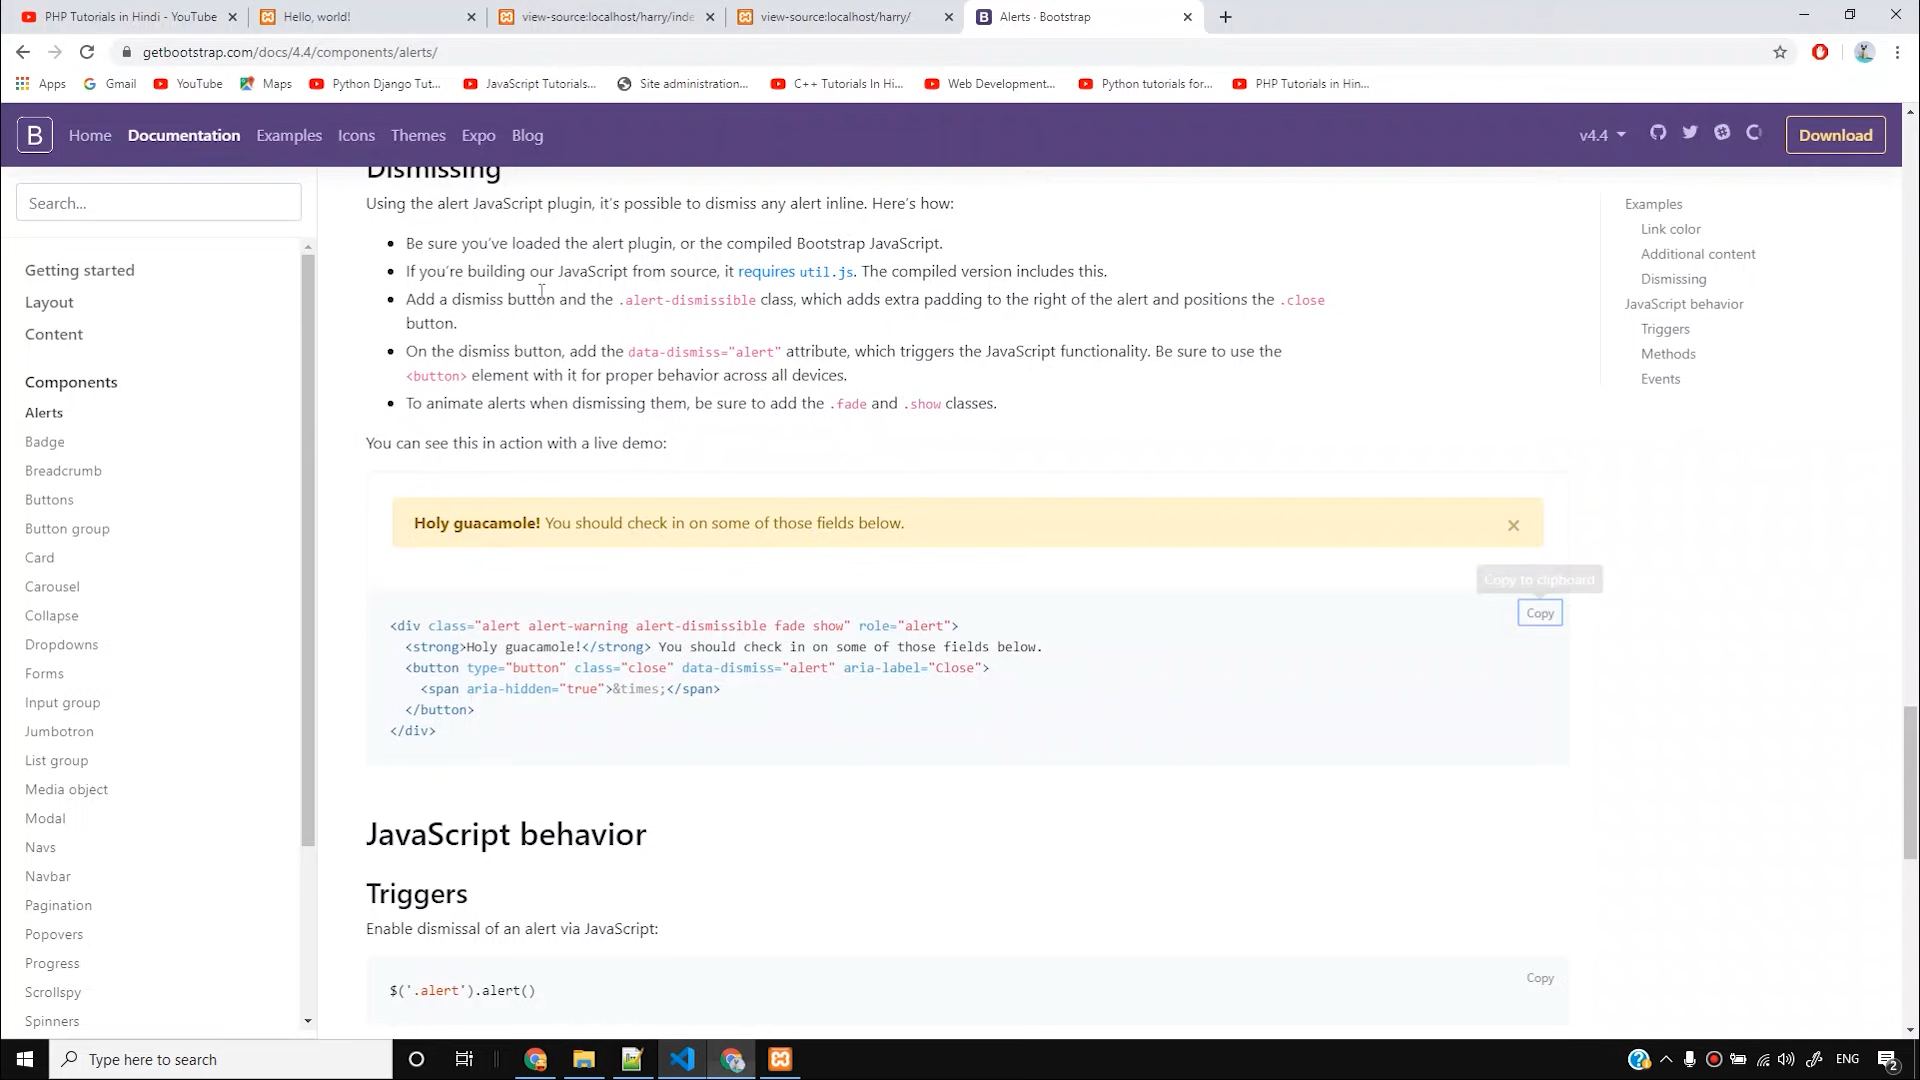 PHP Tutorials in Hindi - YouTube
Hello, world!
view-source:localhost/harry/inde
view-source:localhost/harry/
Alerts · Bootstrap
getbootstrap.com/docs/4.4/components/alerts/
Apps
Gmail
YouTube
Maps
Python Django Tut...
JavaScript Tutorials...
Site administration...
C++ Tutorials In Hi...
Web Development...
Python tutorials for...
PHP Tutorials in Hin...
B
Home
Documentation
Examples
Icons
Themes
Expo
Blog
v4.4
Download
Search...
Getting started
Layout
Content
Components
Alerts
Badge
Breadcrumb
Buttons
Button group
Card
Carousel
Collapse
Dropdowns
Forms
Input group
Jumbotron
List group
Media object
Modal
Navs
Navbar
Pagination
Popovers
Progress
Scrollspy
Spinners
Dismissing
Using the alert JavaScript plugin, it's possible to dismiss any alert inline. Here's how:
Be sure you've loaded the alert plugin, or the compiled Bootstrap JavaScript.
If you're building our JavaScript from source, it requires util.js. The compiled version includes this.
Add a dismiss button and the .alert-dismissible class, which adds extra padding to the right of the alert and positions the .close
button.
On the dismiss button, add the data-dismiss="alert" attribute, which triggers the JavaScript functionality. Be sure to use the
<button> element with it for proper behavior across all devices.
To animate alerts when dismissing them, be sure to add the .fade and .show classes.
You can see this in action with a live demo:
Holy guacamole! You should check in on some of those fields below.
×
Copy to clipboard
Copy
<div class="alert alert-warning alert-dismissible fade show" role="alert">
<strong>Holy guacamole!</strong> You should check in on some of those fields below.
<button type="button" class="close" data-dismiss="alert" aria-label="Close">
<span aria-hidden="true">&times;</span>
</button>
</div>
JavaScript behavior
Triggers
Enable dismissal of an alert via JavaScript:
Copy
$('.alert').alert()
Examples
Link color
Additional content
Dismissing
JavaScript behavior
Triggers
Methods
Events
Type here to search
ENG
2